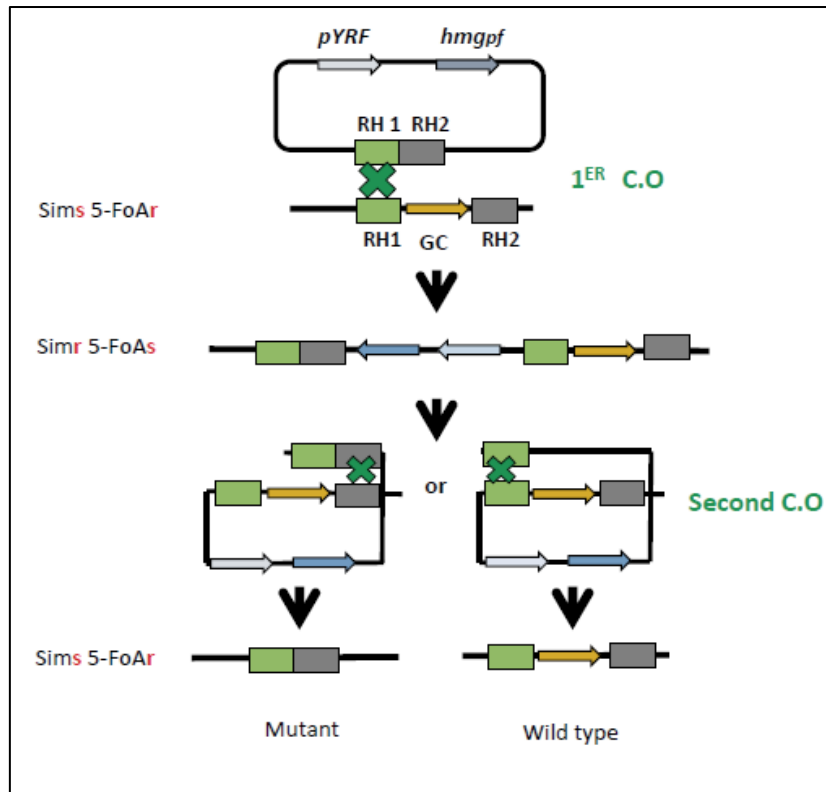 pYRF hmgpf
RH 1 RH2
1ER C.O
Sims 5-FoAr
RH1 GC RH2
Simr 5-FoAs
or
Second C.O
Sims 5-FoAr
Mutant Wild type